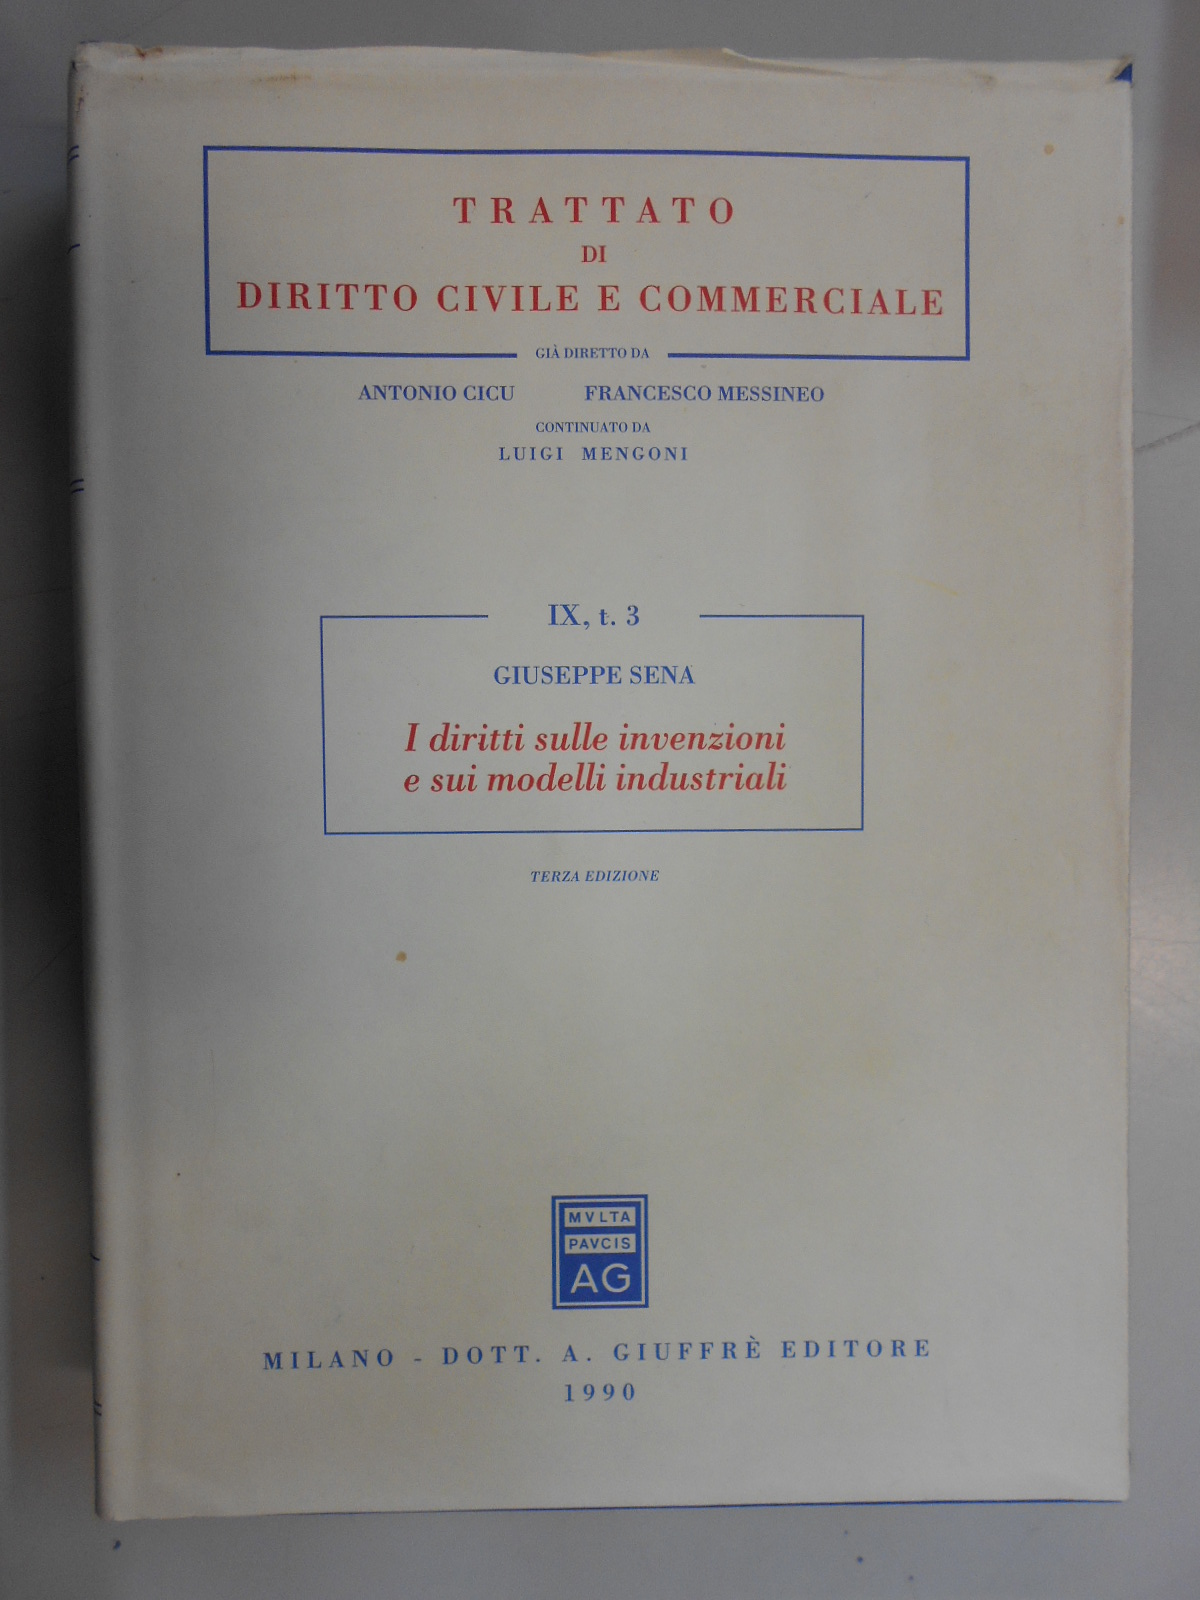 TRATTATO
DI
DIRITTO CIVILE E COMMERCIALE
GIÀ DIRETTO DA
ANTONIO CICU FRANCESCO MESSINEO
CONTINUATO DA
LUIGI MENGONI
IX, t. 3
GIUSEPPE SENA
I diritti sulle invenzioni
e sui modelli industriali
TERZA EDIZIONE
MVLTA
PAVCIS
AG
MILANO - DOTT. A. GIUFFRÈ EDITORE
1990